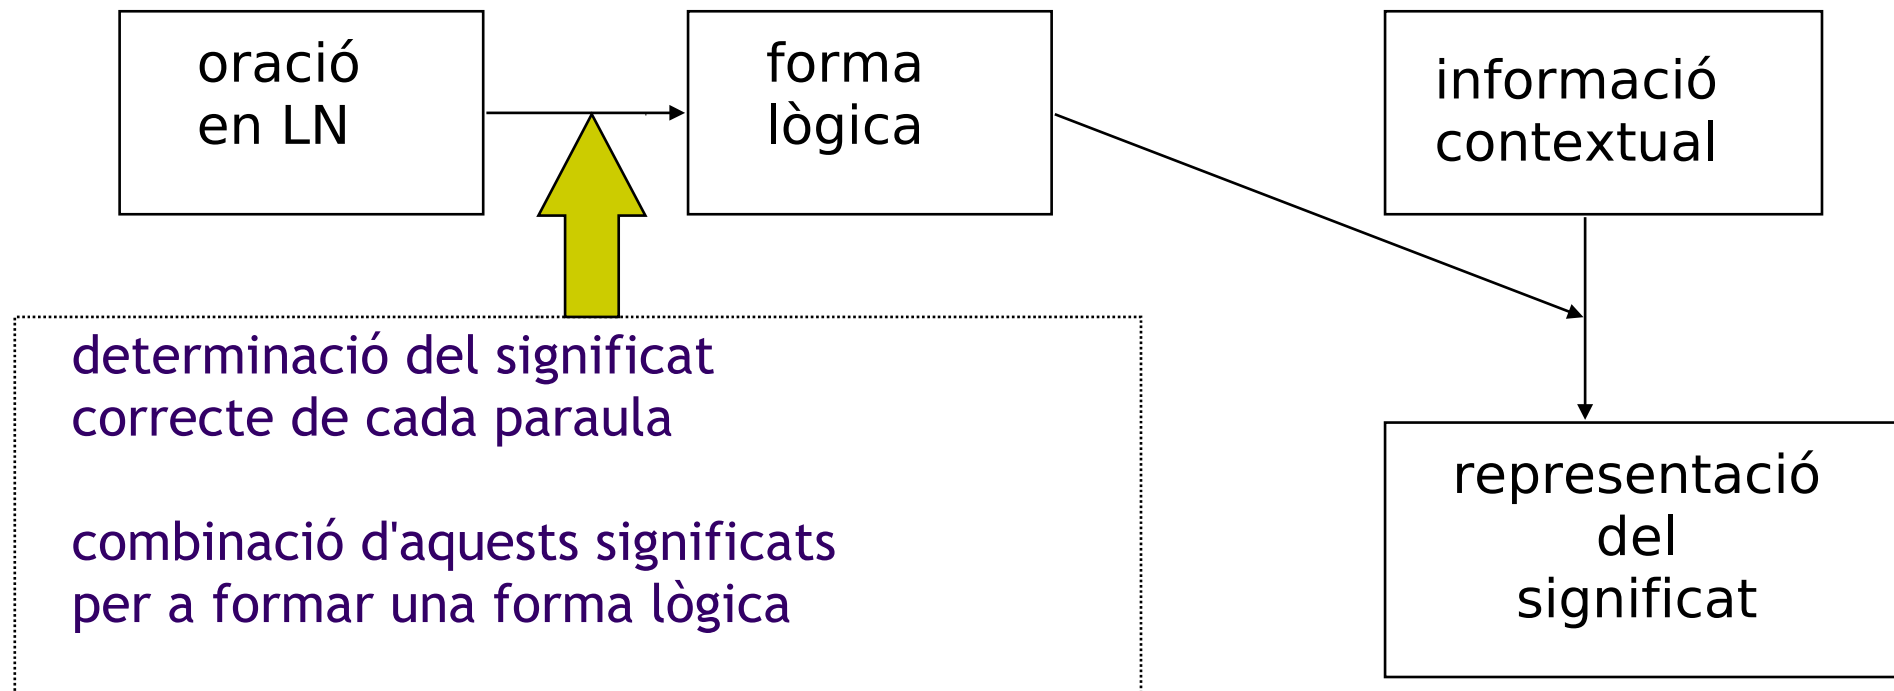 oració
en LN
forma
lògica
informació
contextual
determinació del significat
correcte de cada paraula
combinació d'aquests significats
per a formar una forma lògica
representació
del
significat